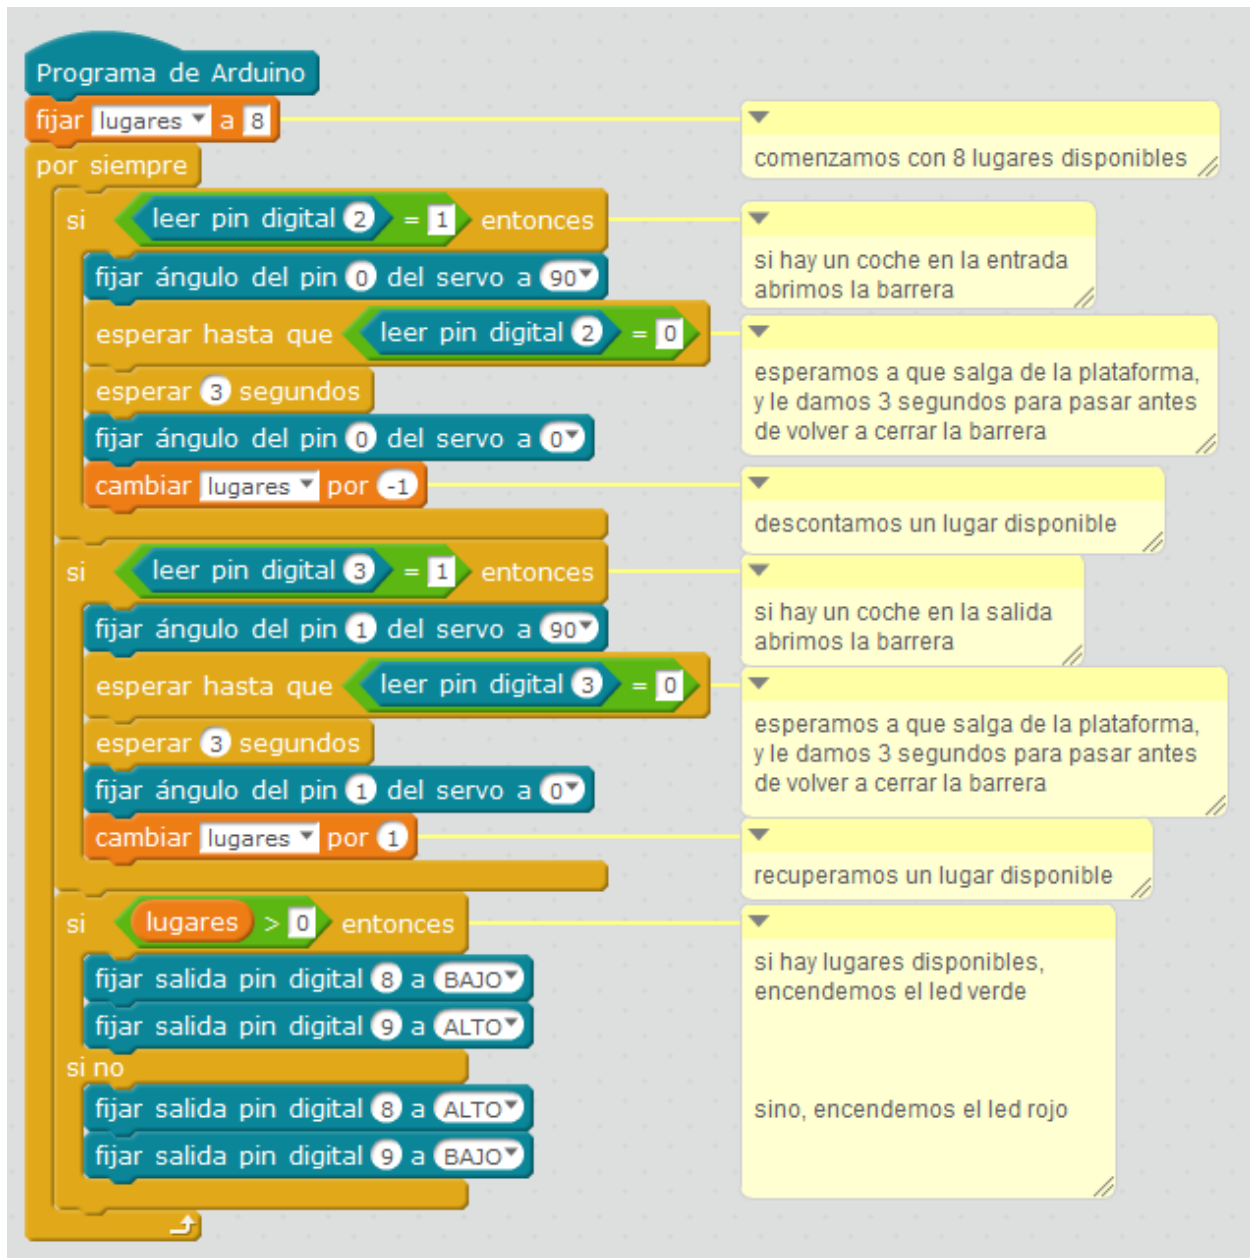 Programa de Arduino
fijar lugares a 8
comenzamos con 8 lugares disponibles
por siempre
si leer pin digital 2 = 1 entonces
si hay un coche en la entrada
abrimos la barrera
fijar ángulo del pin 0 del servo a 90
esperar hasta que leer pin digital 2 = 0
esperamos a que salga de la plataforma,
y le damos 3 segundos para pasar antes
de volver a cerrar la barrera
esperar 3 segundos
fijar ángulo del pin 0 del servo a 0
cambiar lugares por -1
descontamos un lugar disponible
si leer pin digital 3 = 1 entonces
si hay un coche en la salida
abrimos la barrera
fijar ángulo del pin 1 del servo a 90
esperar hasta que leer pin digital 3 = 0
esperamos a que salga de la plataforma,
y le damos 3 segundos para pasar antes
de volver a cerrar la barrera
esperar 3 segundos
fijar ángulo del pin 1 del servo a 0
cambiar lugares por 1
recuperamos un lugar disponible
si lugares > 0 entonces
si hay lugares disponibles,
encendemos el led verde
fijar salida pin digital 8 a BAJO
fijar salida pin digital 9 a ALTO
si no
fijar salida pin digital 8 a ALTO
sino, encendemos el led rojo
fijar salida pin digital 9 a BAJO